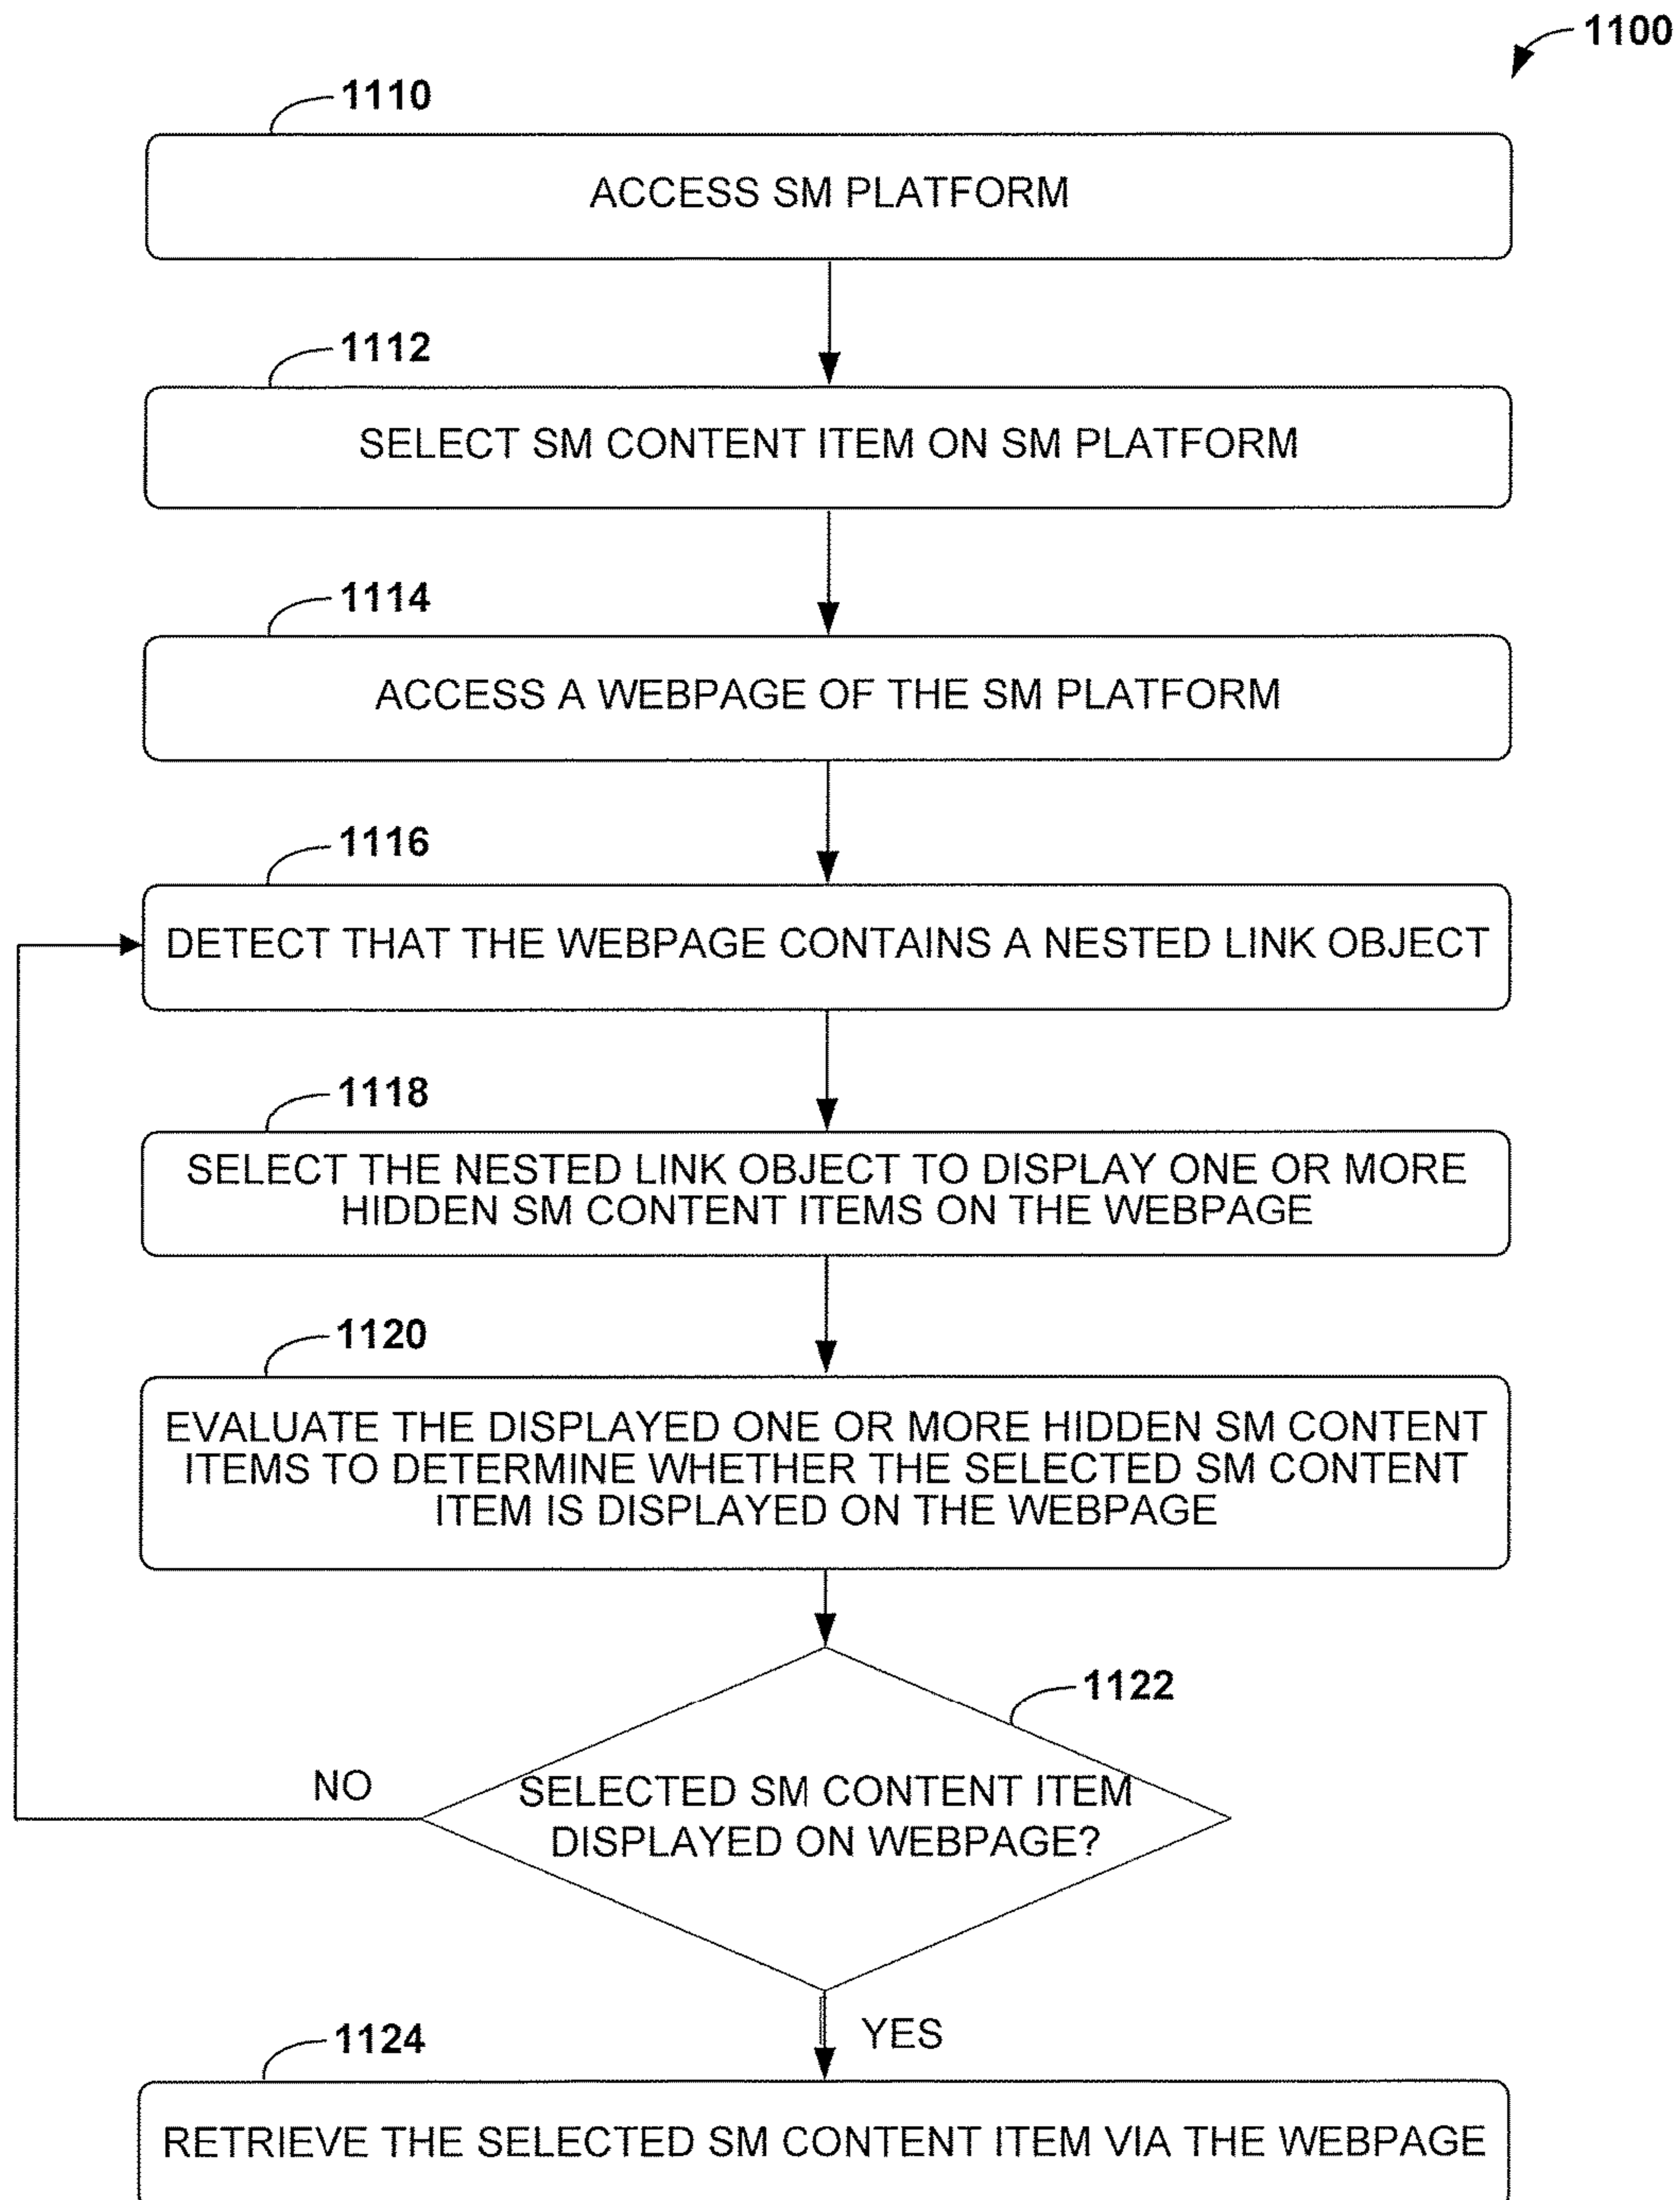 1100
1110
ACCESS SM PLATFORM
1112
SELECT SM CONTENT ITEM ON SM PLATFORM
1114
ACCESS A WEBPAGE OF THE SM PLATFORM
1116
DETECT THAT THE WEBPAGE CONTAINS A NESTED LINK OBJECT
1118
SELECT THE NESTED LINK OBJECT TO DISPLAY ONE OR MORE
HIDDEN SM CONTENT ITEMS ON THE WEBPAGE
1120
EVALUATE THE DISPLAYED ONE OR MORE HIDDEN SM CONTENT
ITEMS TO DETERMINE WHETHER THE SELECTED SM CONTENT
ITEM IS DISPLAYED ON THE WEBPAGE
1122
NO
SELECTED SM CONTENT ITEM
DISPLAYED ON WEBPAGE?
YES
1124
RETRIEVE THE SELECTED SM CONTENT ITEM VIA THE WEBPAGE